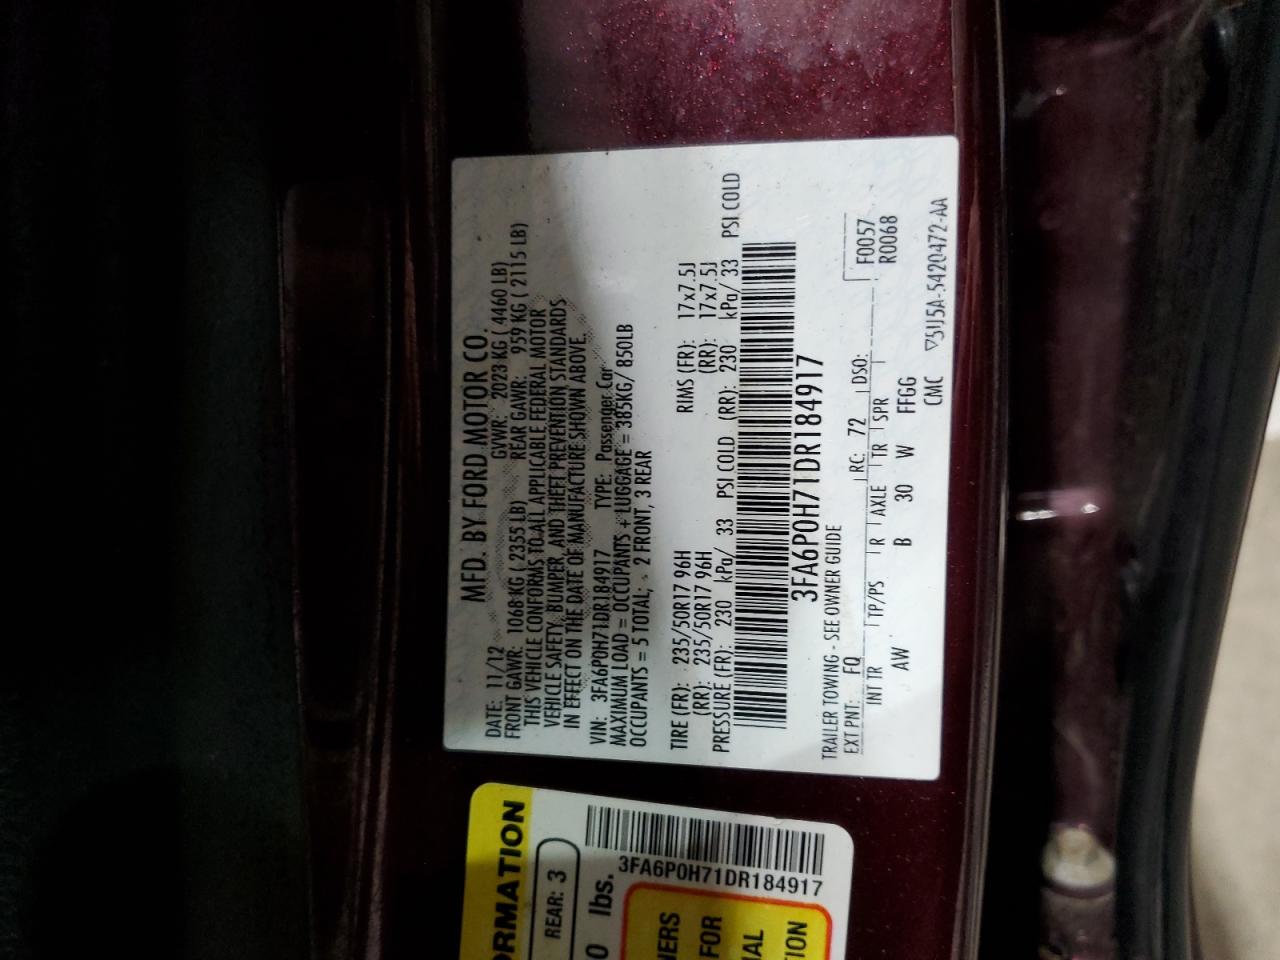 MFD. BY FORD MOTOR CO.
DATE: 11/12 GVWR: 2023 KG ( 4460 LB)
FRONT GAWR: 1068 KG ( 2355 LB) REAR GAWR: 959 KG ( 2115 LB)
THIS VEHICLE CONFORMS TO ALL APPLICABLE FEDERAL MOTOR
VEHICLE SAFETY, BUMPER, AND THEFT PREVENTION STANDARDS
IN EFFECT ON THE DATE OF MANUFACTURE SHOWN ABOVE.
VIN: 3FA6P0H71DR184917 TYPE: Passenger Car
MAXIMUM LOAD = OCCUPANTS + LUGGAGE = 385KG/ 850LB
OCCUPANTS = 5 TOTAL; 2 FRONT, 3 REAR
TIRE (FR): 235/50R17 96H RIMS (FR): 17x7.5J
(RR): 235/50R17 96H (RR): 17x7.5J
PRESSURE (FR): 230 kPa/ 33 PSI COLD (RR): 230 kPa/ 33 PSI COLD
3FA6P0H71DR184917
TRAILER TOWING - SEE OWNER GUIDE
EXT PNT: FQ RC: 72 DSO: F0057
R0068
INT TR TP/PS R AXLE TR SPR
AW B 30 W FFGG
CMC 5U5A-5420472-AA
ORMATION
REAR: 3
0 lbs.
3FA6P0H71DR184917
NERS
FOR
IAL
TION